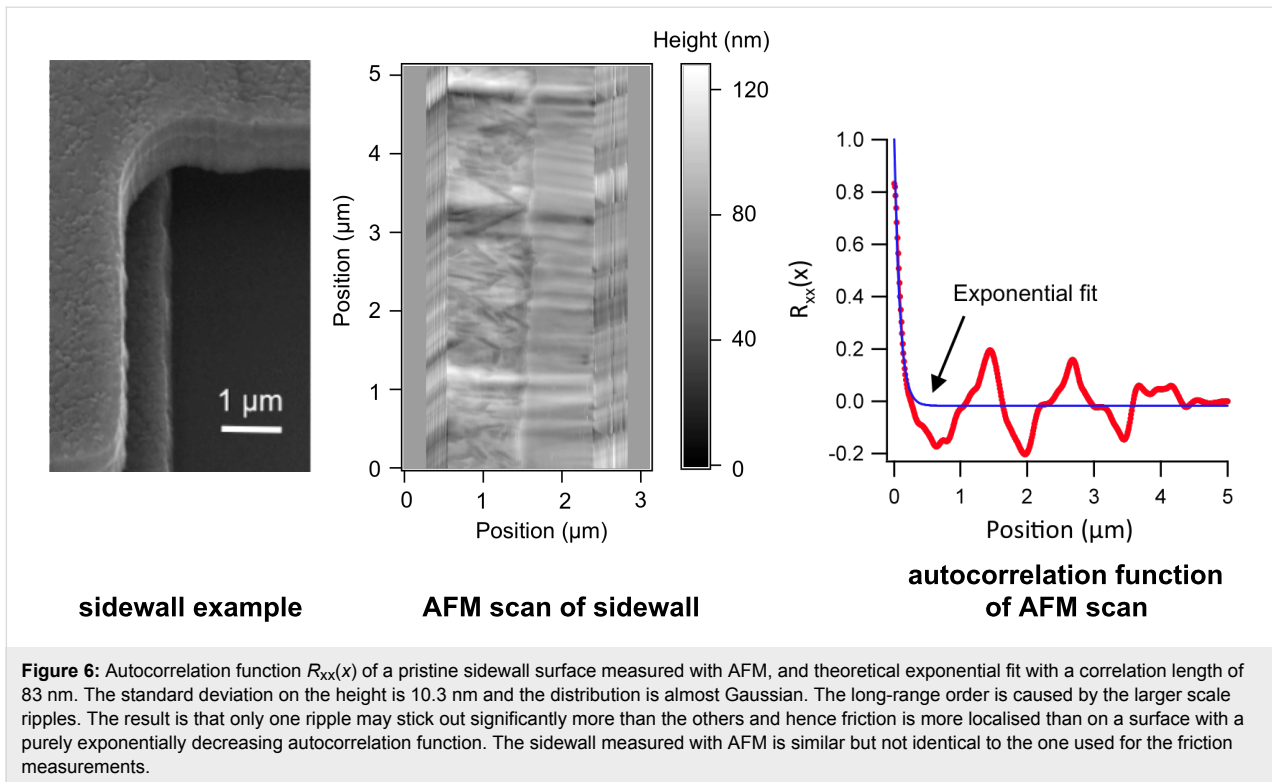 1 µm
Height (nm)
120
80
40
0
5
4
3
2
1
0
Position (µm)
0 1 2 3
Position (µm)
1.0
0.8
0.6
0.4
0.2
0.0
-0.2
Rxx(x)
Exponential fit
0 1 2 3 4 5
Position (µm)
sidewall example
AFM scan of sidewall
autocorrelation function
of AFM scan
Figure 6: Autocorrelation function Rxx(x) of a pristine sidewall surface measured with AFM, and theoretical exponential fit with a correlation length of
83 nm. The standard deviation on the height is 10.3 nm and the distribution is almost Gaussian. The long-range order is caused by the larger scale
ripples. The result is that only one ripple may stick out significantly more than the others and hence friction is more localised than on a surface with a
purely exponentially decreasing autocorrelation function. The sidewall measured with AFM is similar but not identical to the one used for the friction
measurements.